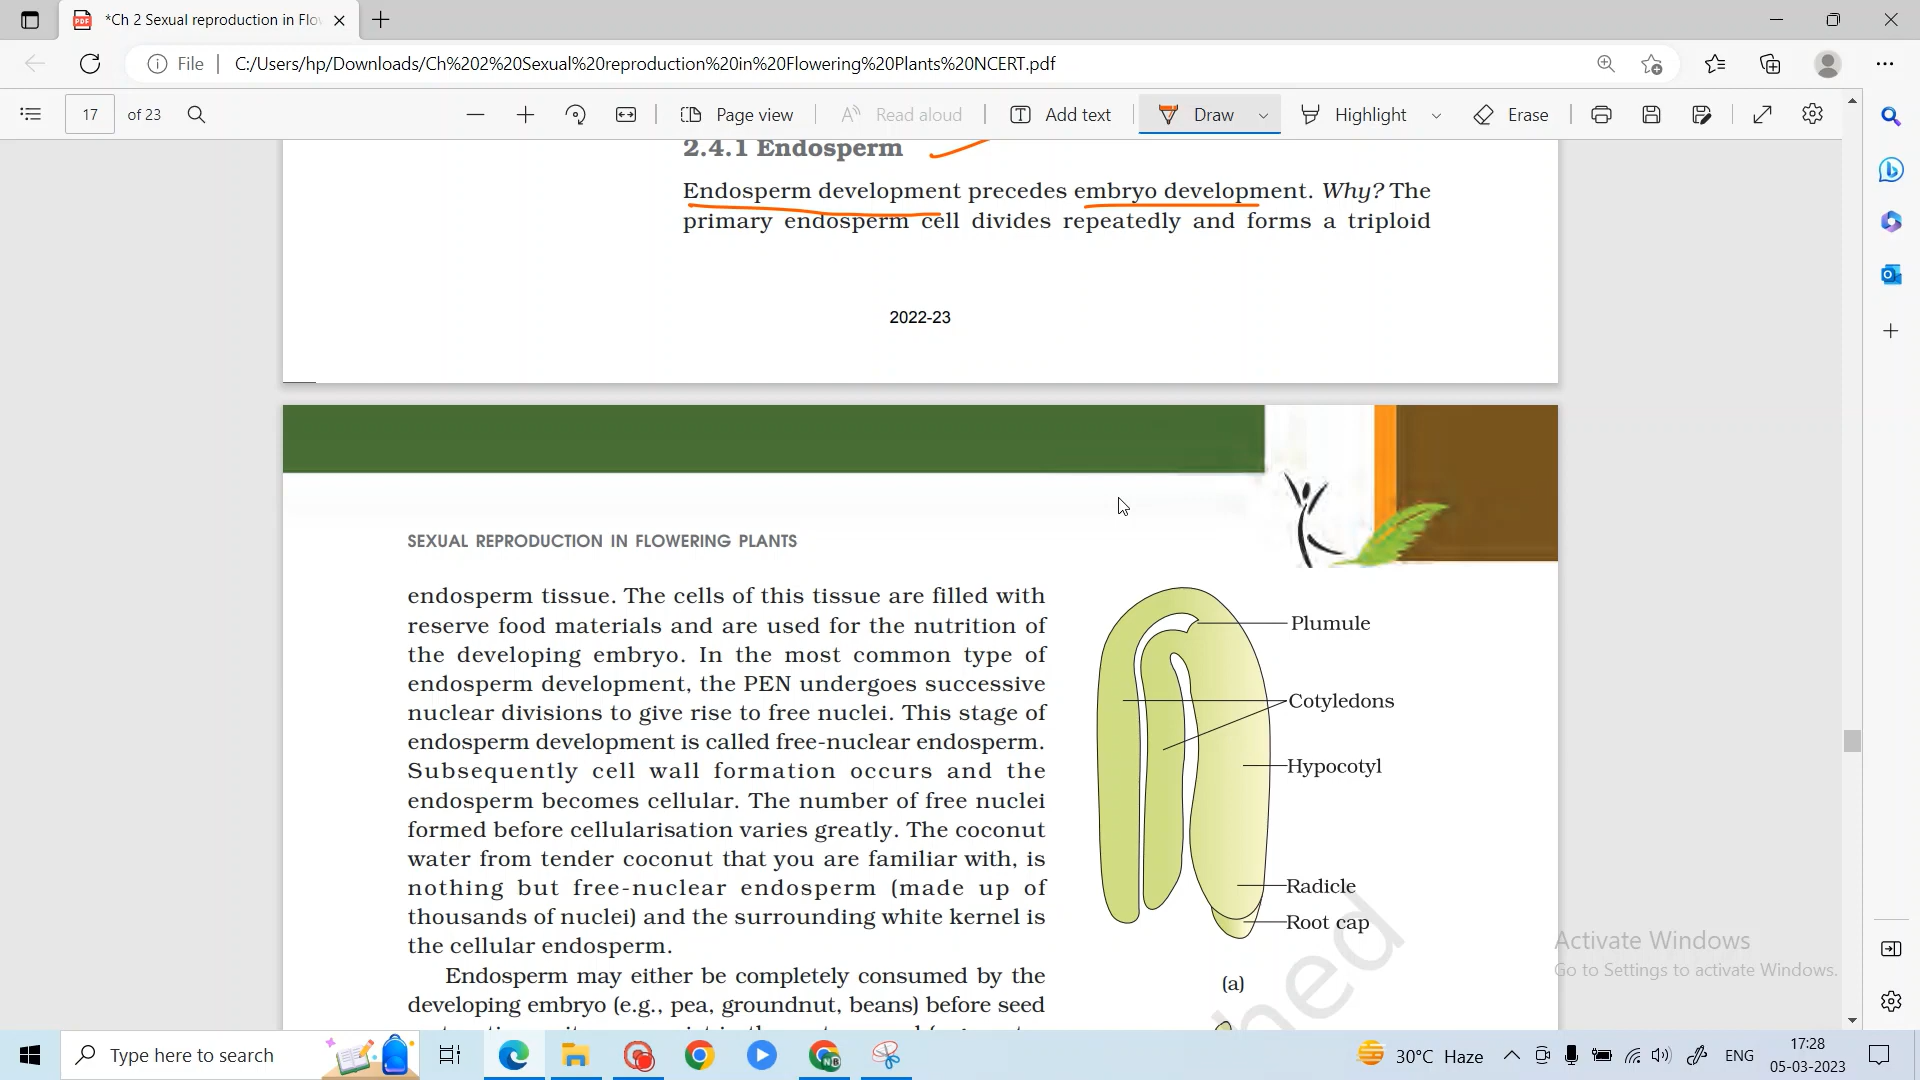 *Ch 2 Sexual reproduction in Flo
File
C:/Users/hp/Downloads/Ch%202%20Sexual%20reproduction%20in%20Flowering%20Plants%20NCERT.pdf
17 of 23
Page view
Read aloud
Add text
Draw
Highlight
Erase
2.4.1 Endosperm
Endosperm development precedes embryo development. Why? The
primary endosperm cell divides repeatedly and forms a triploid
2022-23
SEXUAL REPRODUCTION IN FLOWERING PLANTS
endosperm tissue. The cells of this tissue are filled with
reserve food materials and are used for the nutrition of
the developing embryo. In the most common type of
endosperm development, the PEN undergoes successive
nuclear divisions to give rise to free nuclei. This stage of
endosperm development is called free-nuclear endosperm.
Subsequently cell wall formation occurs and the
endosperm becomes cellular. The number of free nuclei
formed before cellularisation varies greatly. The coconut
water from tender coconut that you are familiar with, is
nothing but free-nuclear endosperm (made up of
thousands of nuclei) and the surrounding white kernel is
the cellular endosperm.
Endosperm may either be completely consumed by the
developing embryo (e.g., pea, groundnut, beans) before seed
Plumule
Cotyledons
Hypocotyl
Radicle
Root cap
(a)
hed
Activate Windows
Go to Settings to activate Windows.
Type here to search
30°C Haze
ENG
17:28
05-03-2023